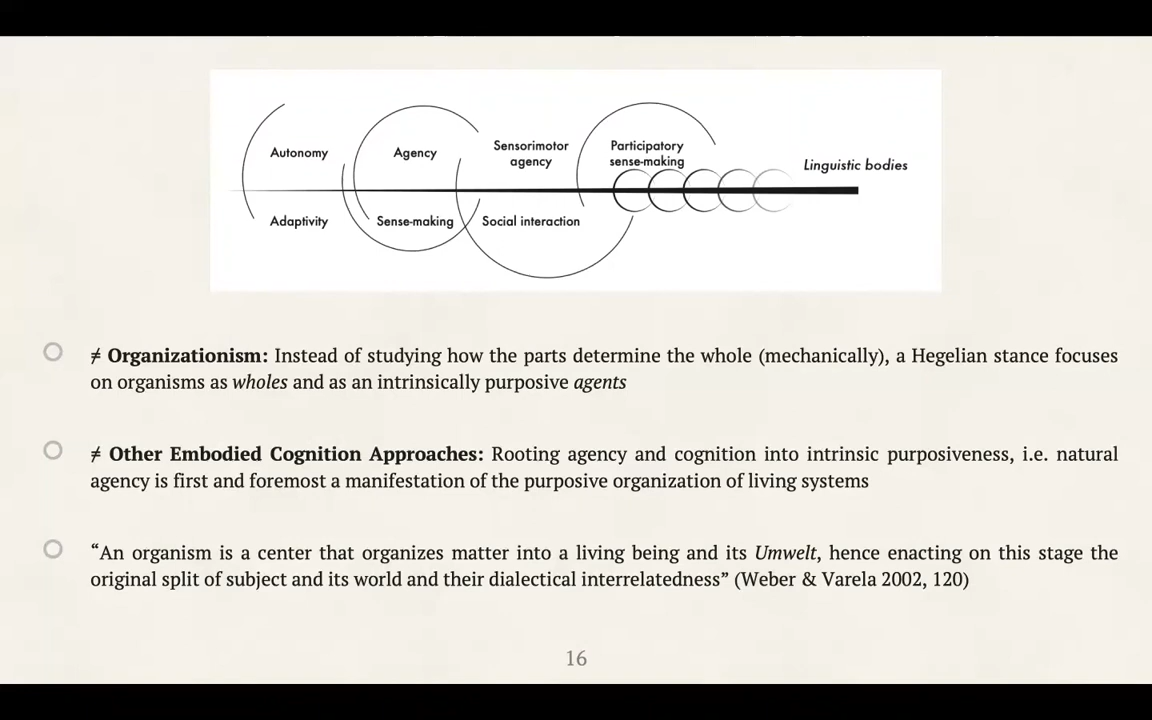 Autonomy
Agency
Sensorimotor
agency
Participatory
sense-making
Linguistic bodies
Adaptivity
Sense-making
Social interaction
≠ Organizationism: Instead of studying how the parts determine the whole (mechanically), a Hegelian stance focuses
on organisms as wholes and as an intrinsically purposive agents
≠ Other Embodied Cognition Approaches: Rooting agency and cognition into intrinsic purposiveness, i.e. natural
agency is first and foremost a manifestation of the purposive organization of living systems
“An organism is a center that organizes matter into a living being and its Umwelt, hence enacting on this stage the
original split of subject and its world and their dialectical interrelatedness” (Weber & Varela 2002, 120)
16